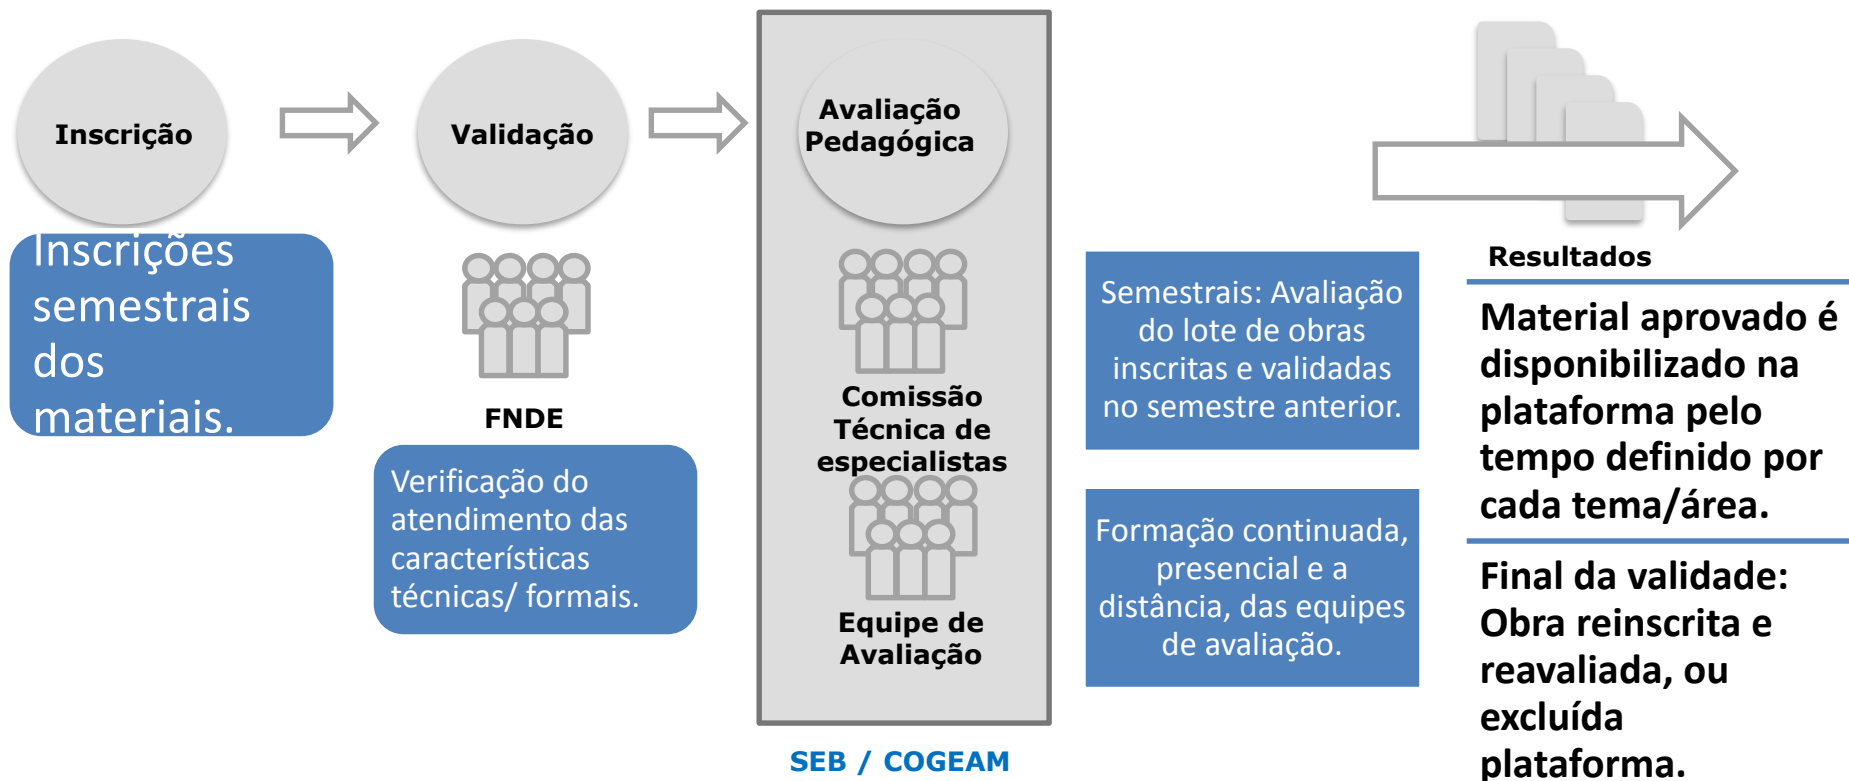 Inscrição
Inscrições
semestrais
dos
materiais.
Validação
FNDE
Verificação do
atendimento das
características
técnicas/ formais.
Avaliação
Pedagógica
Comissão
Técnica de
especialistas
Equipe de
Avaliação
SEB / COGEAM
Semestrais: Avaliação
do lote de obras
inscritas e validadas
no semestre anterior.
Formação continuada,
presencial e a
distância, das equipes
de avaliação.
Resultados
Material aprovado é
disponibilizado na
plataforma pelo
tempo definido por
cada tema/área.
Final da validade:
Obra reinscrita e
reavaliada, ou
excluída
plataforma.